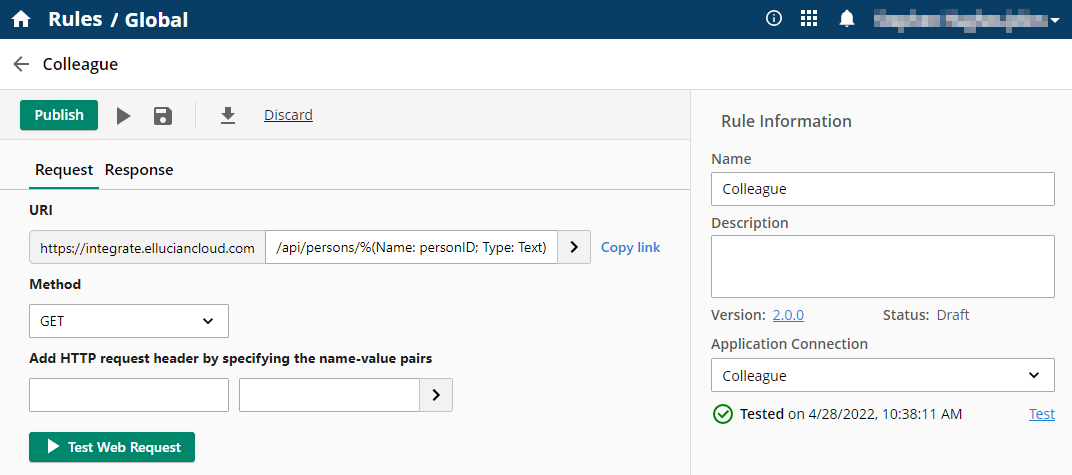 Rules / Global
Colleague
Publish
Discard
Request Response
URI
https://integrate.elluciancloud.com /api/persons/%(Name: personID; Type: Text) Copy link
Method
GET
Add HTTP request header by specifying the name-value pairs
Test Web Request
Rule Information
Name
Colleague
Description
Version: 2.0.0 Status: Draft
Application Connection
Colleague
Tested on 4/28/2022, 10:38:11 AM Test